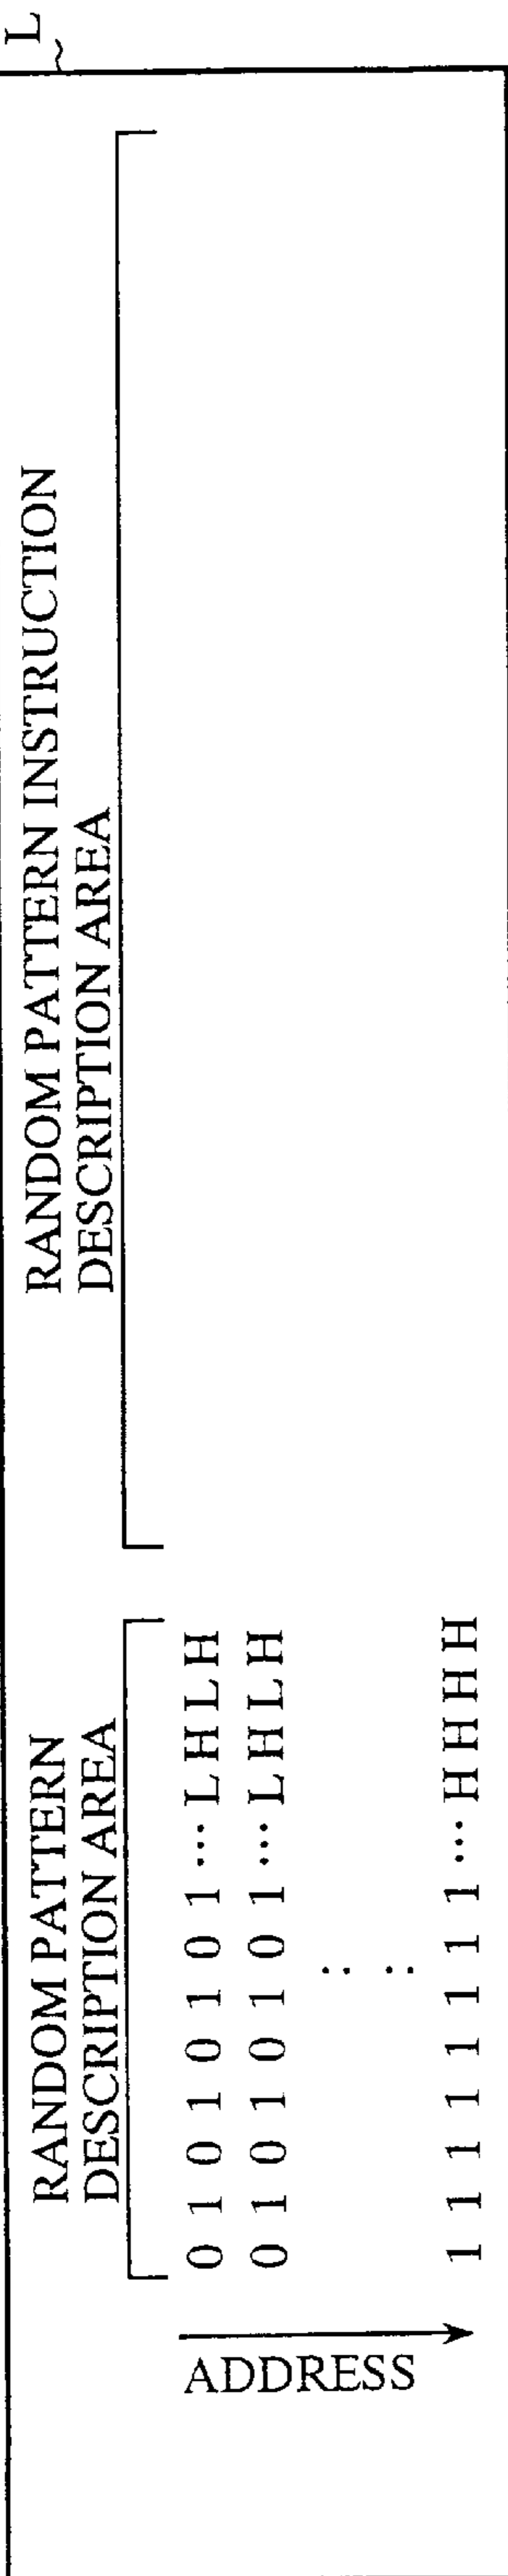 L
RANDOM PATTERN
DESCRIPTION AREA
RANDOM PATTERN INSTRUCTION
DESCRIPTION AREA
ADDRESS
0 1 0 1 0 1 0 1 ... L H L H
0 1 0 1 0 1 0 1 ... L H L H
1 1 1 1 1 1 1 1 ... H H H H